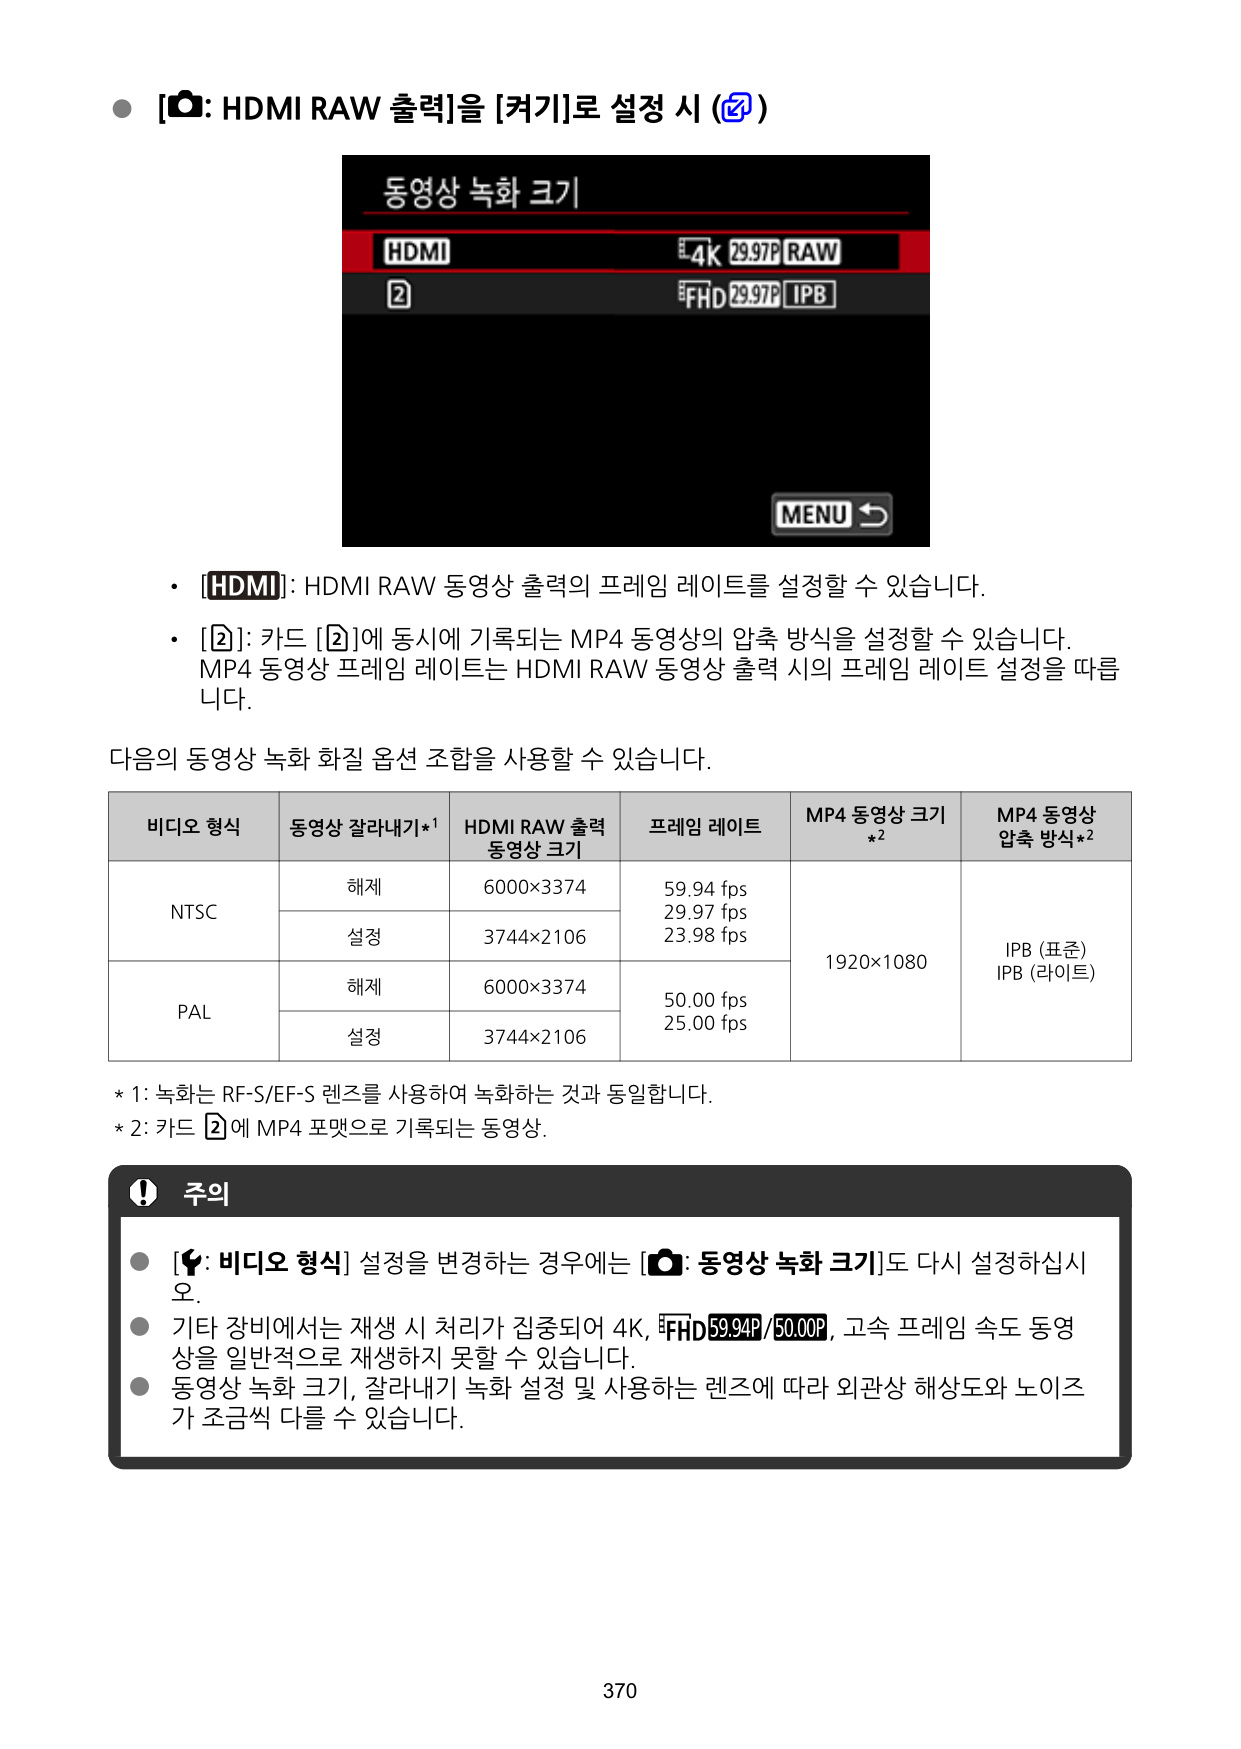 [: HDMI RAW 출력]을 [켜기]로 설정 시 ()
동영상 녹화 크기
HDMI 4K 29.97P RAW
2 FHD 29.97P IPB
MENU
• [HDMI]: HDMI RAW 동영상 출력의 프레임 레이트를 설정할 수 있습니다.
• [2]: 카드 [2]에 동시에 기록되는 MP4 동영상의 압축 방식을 설정할 수 있습니다.
MP4 동영상 프레임 레이트는 HDMI RAW 동영상 출력 시의 프레임 레이트 설정을 따릅
니다.
다음의 동영상 녹화 화질 옵션 조합을 사용할 수 있습니다.
비디오 형식 동영상 잘라내기*1 HDMI RAW 출력 프레임 레이트 MP4 동영상 크기 MP4 동영상
동영상 크기 *2 압축 방식*2
해제 6000×3374 59.94 fps
NTSC 29.97 fps
설정 3744×2106 23.98 fps
1920×1080 IPB (표준)
IPB (라이트)
해제 6000×3374 50.00 fps
PAL 25.00 fps
설정 3744×2106
* 1: 녹화는 RF-S/EF-S 렌즈를 사용하여 녹화하는 것과 동일합니다.
* 2: 카드 2에 MP4 포맷으로 기록되는 동영상.
주의
[: 비디오 형식] 설정을 변경하는 경우에는 [: 동영상 녹화 크기]도 다시 설정하십시
오.
기타 장비에서는 재생 시 처리가 집중되어 4K, FHD 59.94P/50.00P, 고속 프레임 속도 동영
상을 일반적으로 재생하지 못할 수 있습니다.
동영상 녹화 크기, 잘라내기 녹화 설정 및 사용하는 렌즈에 따라 외관상 해상도와 노이즈
가 조금씩 다를 수 있습니다.
370